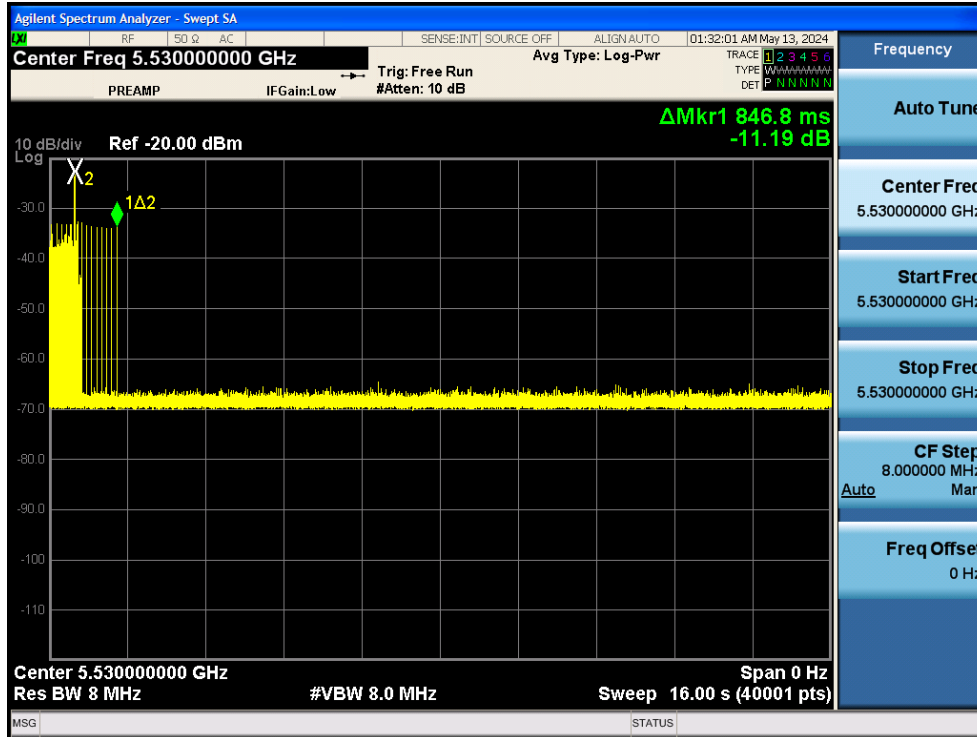 Agilent Spectrum Analyzer - Swept SA
LXI RF 50 Ω AC SENSE:INT SOURCE OFF ALIGN AUTO 01:32:01 AM May 13, 2024
Center Freq 5.530000000 GHz
PREAMP IFGain:Low
Trig: Free Run
#Atten: 10 dB
Avg Type: Log-Pwr
TRACE 1 2 3 4 5 6
TYPE WWWWWW
DET P N N N N N
ΔMkr1 846.8 ms
-11.19 dB
10 dB/div Ref -20.00 dBm
Log
X2
1Δ2
-30.0
-40.0
-50.0
-60.0
-70.0
-80.0
-90.0
-100
-110
Center 5.530000000 GHz Span 0 Hz
Res BW 8 MHz #VBW 8.0 MHz Sweep 16.00 s (40001 pts)
MSG STATUS
Frequency
Auto Tune
Center Freq
5.530000000 GHz
Start Freq
5.530000000 GHz
Stop Freq
5.530000000 GHz
CF Step
8.000000 MHz
Auto Man
Freq Offset
0 Hz